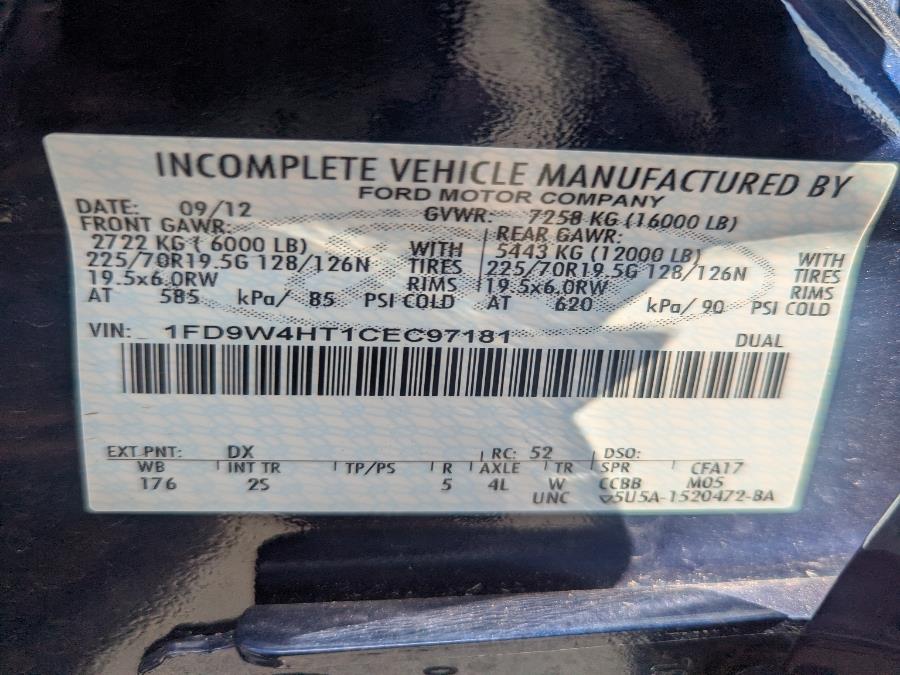 INCOMPLETE VEHICLE MANUFACTURED BY
FORD MOTOR COMPANY
DATE: 09/12 GVWR: 7258 KG (16000 LB)
FRONT GAWR: REAR GAWR:
2722 KG ( 6000 LB) WITH 5443 KG (12000 LB) WITH
225/70R19.5G 128/126N TIRES 225/70R19.5G 128/126N TIRES
19.5x6.0RW RIMS 19.5x6.0RW RIMS
AT 585 kPa/ 85 PSI COLD AT 620 kPa/ 90 PSI COLD
VIN: 1FD9W4HT1CEC97181 DUAL
EXT PNT: DX RC: 52 DSO:
WB INT TR TP/PS R AXLE TR SPR CFA17
176 2S 5 4L W CCBB M05
UNC 5U5A-1520472-BA